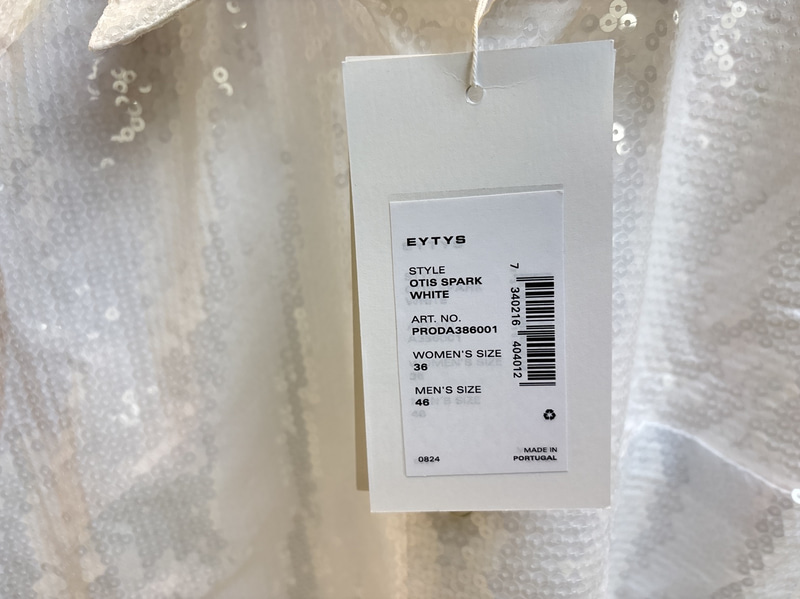 EYTYS
STYLE
OTIS SPARK
WHITE
ART. NO.
PRODA386001
WOMEN'S SIZE
36
MEN'S SIZE
46
7 340216 404012
0824
MADE IN
PORTUGAL